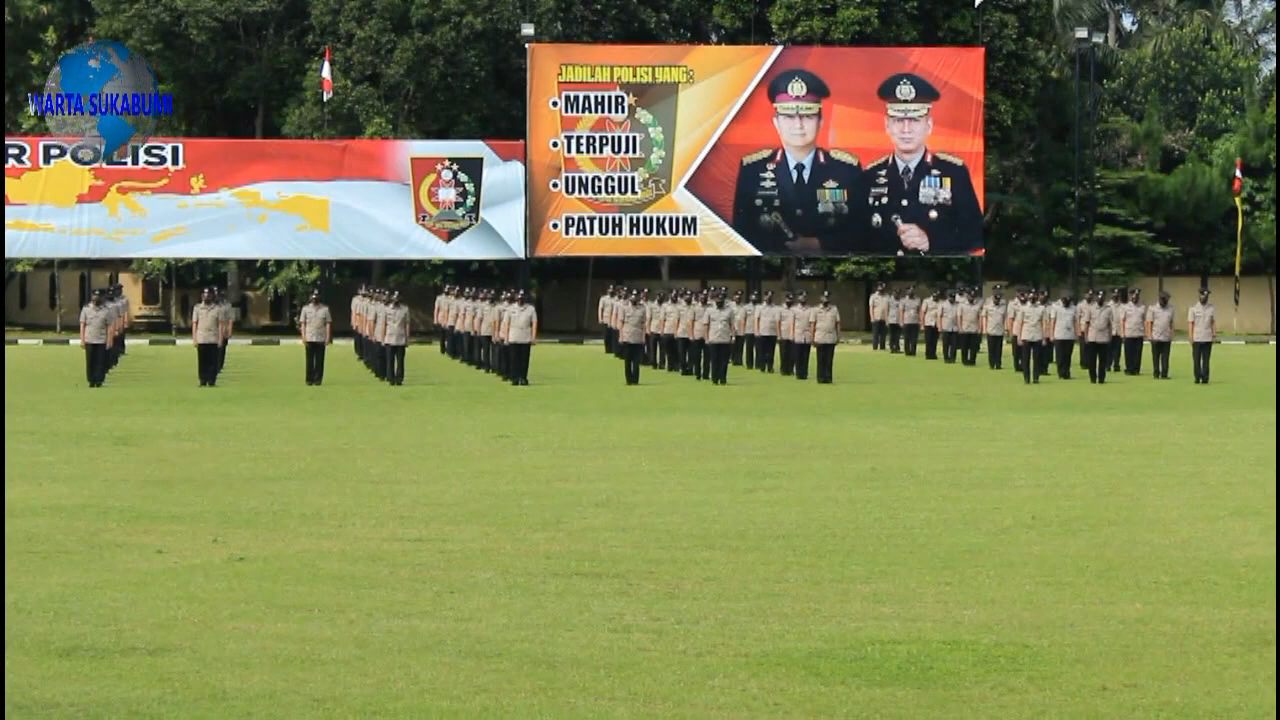 WARTA SUKABUMI
R POLISI
JADILAH POLISI YANG :
• MAHIR
• TERPUJI
• UNGGUL
• PATUH HUKUM